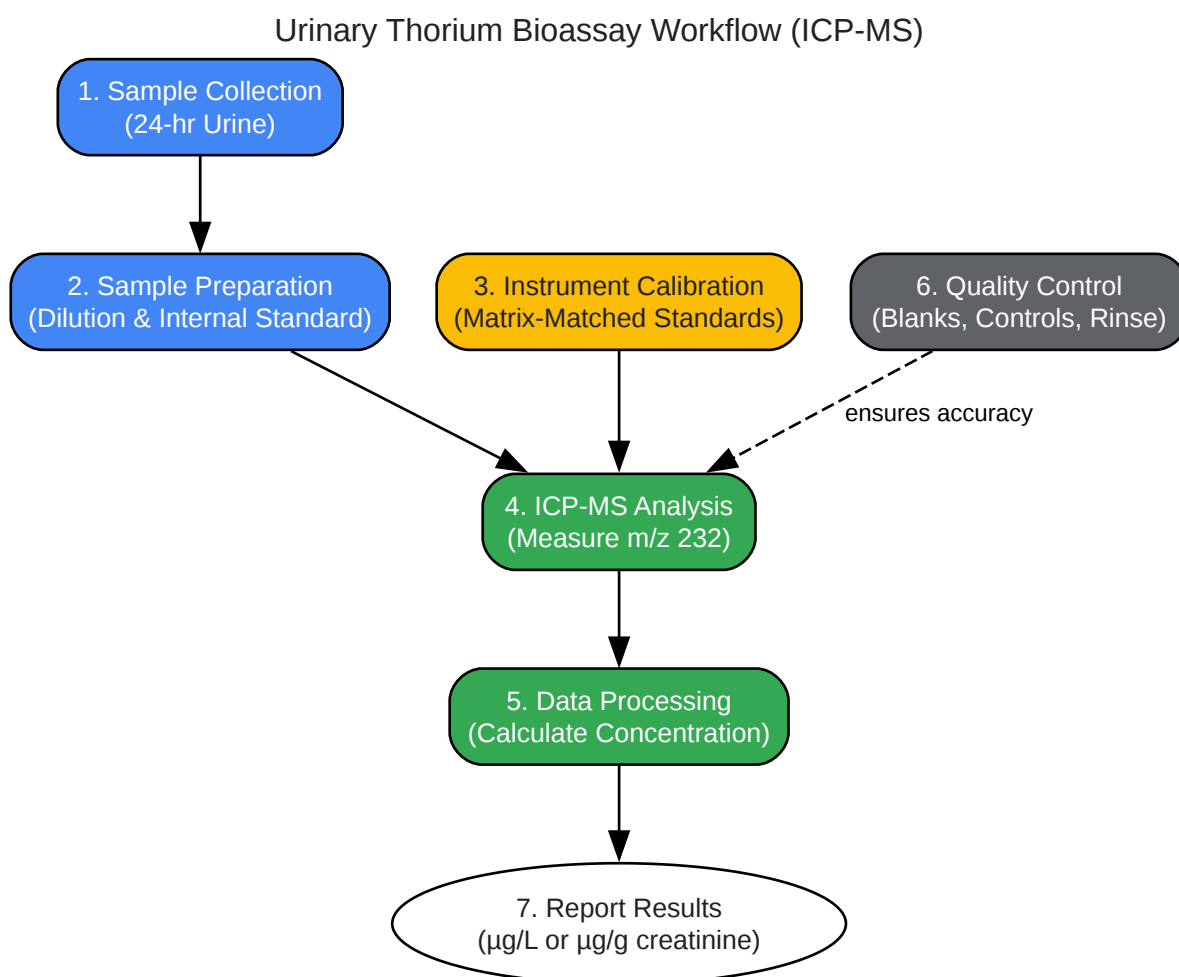 Urinary Thorium Bioassay Workflow (ICP-MS)
1. Sample Collection
(24-hr Urine)
2. Sample Preparation
(Dilution & Internal Standard)
3. Instrument Calibration
(Matrix-Matched Standards)
6. Quality Control
(Blanks, Controls, Rinse)
ensures accuracy
4. ICP-MS Analysis
(Measure m/z 232)
5. Data Processing
(Calculate Concentration)
7. Report Results
(µg/L or µg/g creatinine)